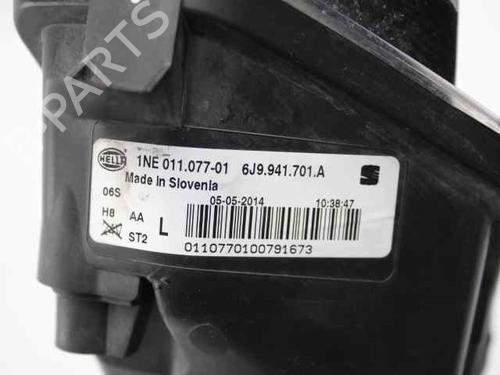 PARTS
HELLA 1NE 011.077-01 6J9.941.701.A
Made in Slovenia
06S 05-05-2014 10:38:47
H8 AA
ST2 L
0110770100791673